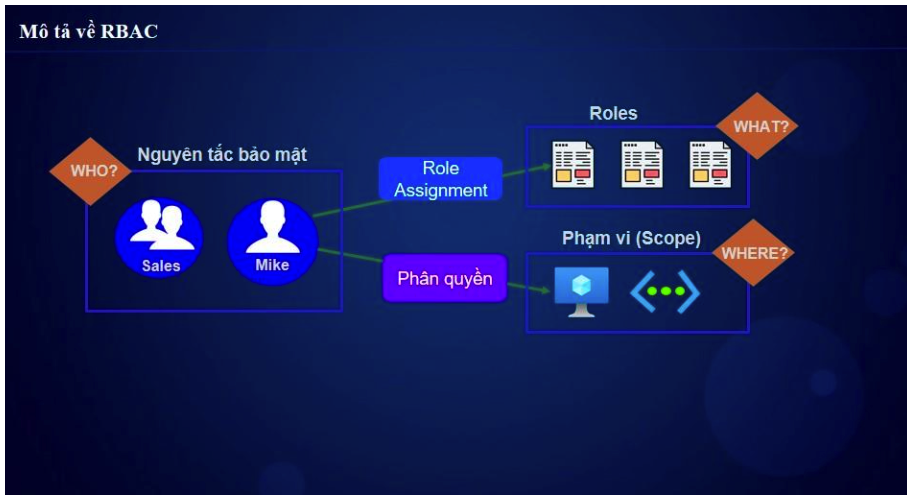 Mô tả về RBAC
Roles
WHAT?
Nguyên tắc bảo mật
WHO?
Role
Assignment
Sales
Mike
Phạm vi (Scope)
WHERE?
Phân quyền